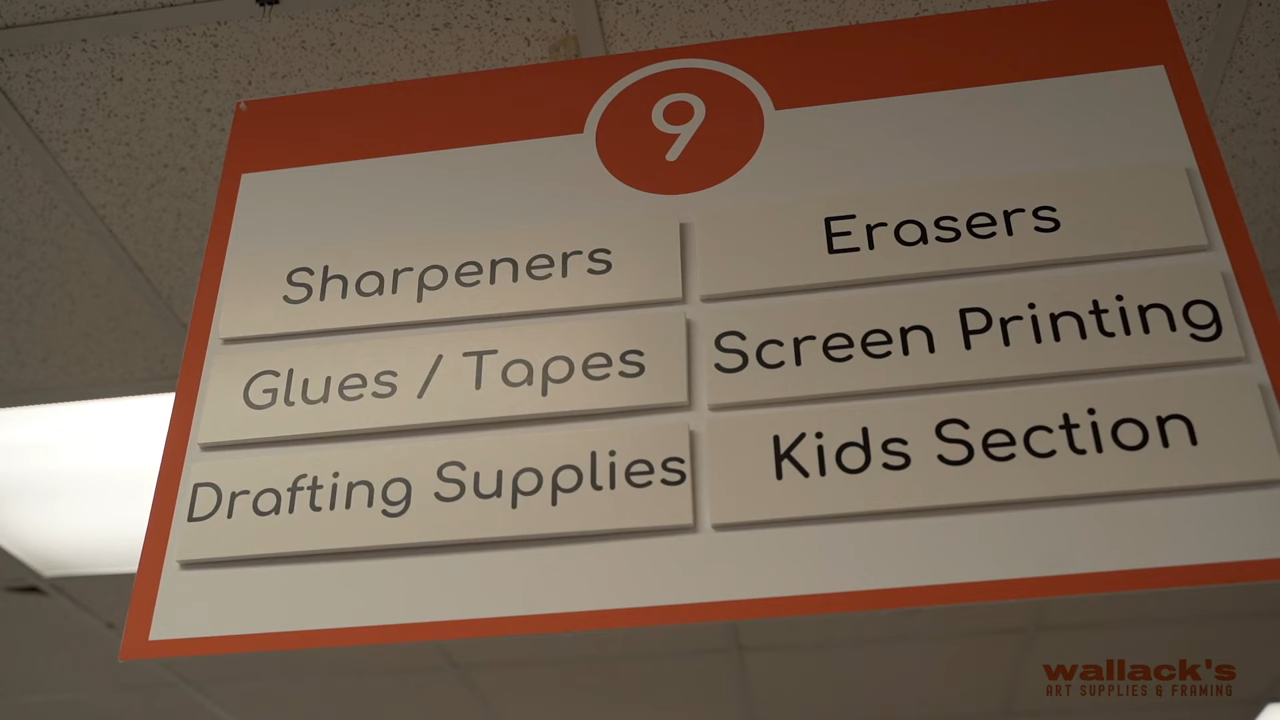 9
Sharpeners
Erasers
Glues / Tapes
Screen Printing
Drafting Supplies
Kids Section
wallack's
ART SUPPLIES & FRAMING